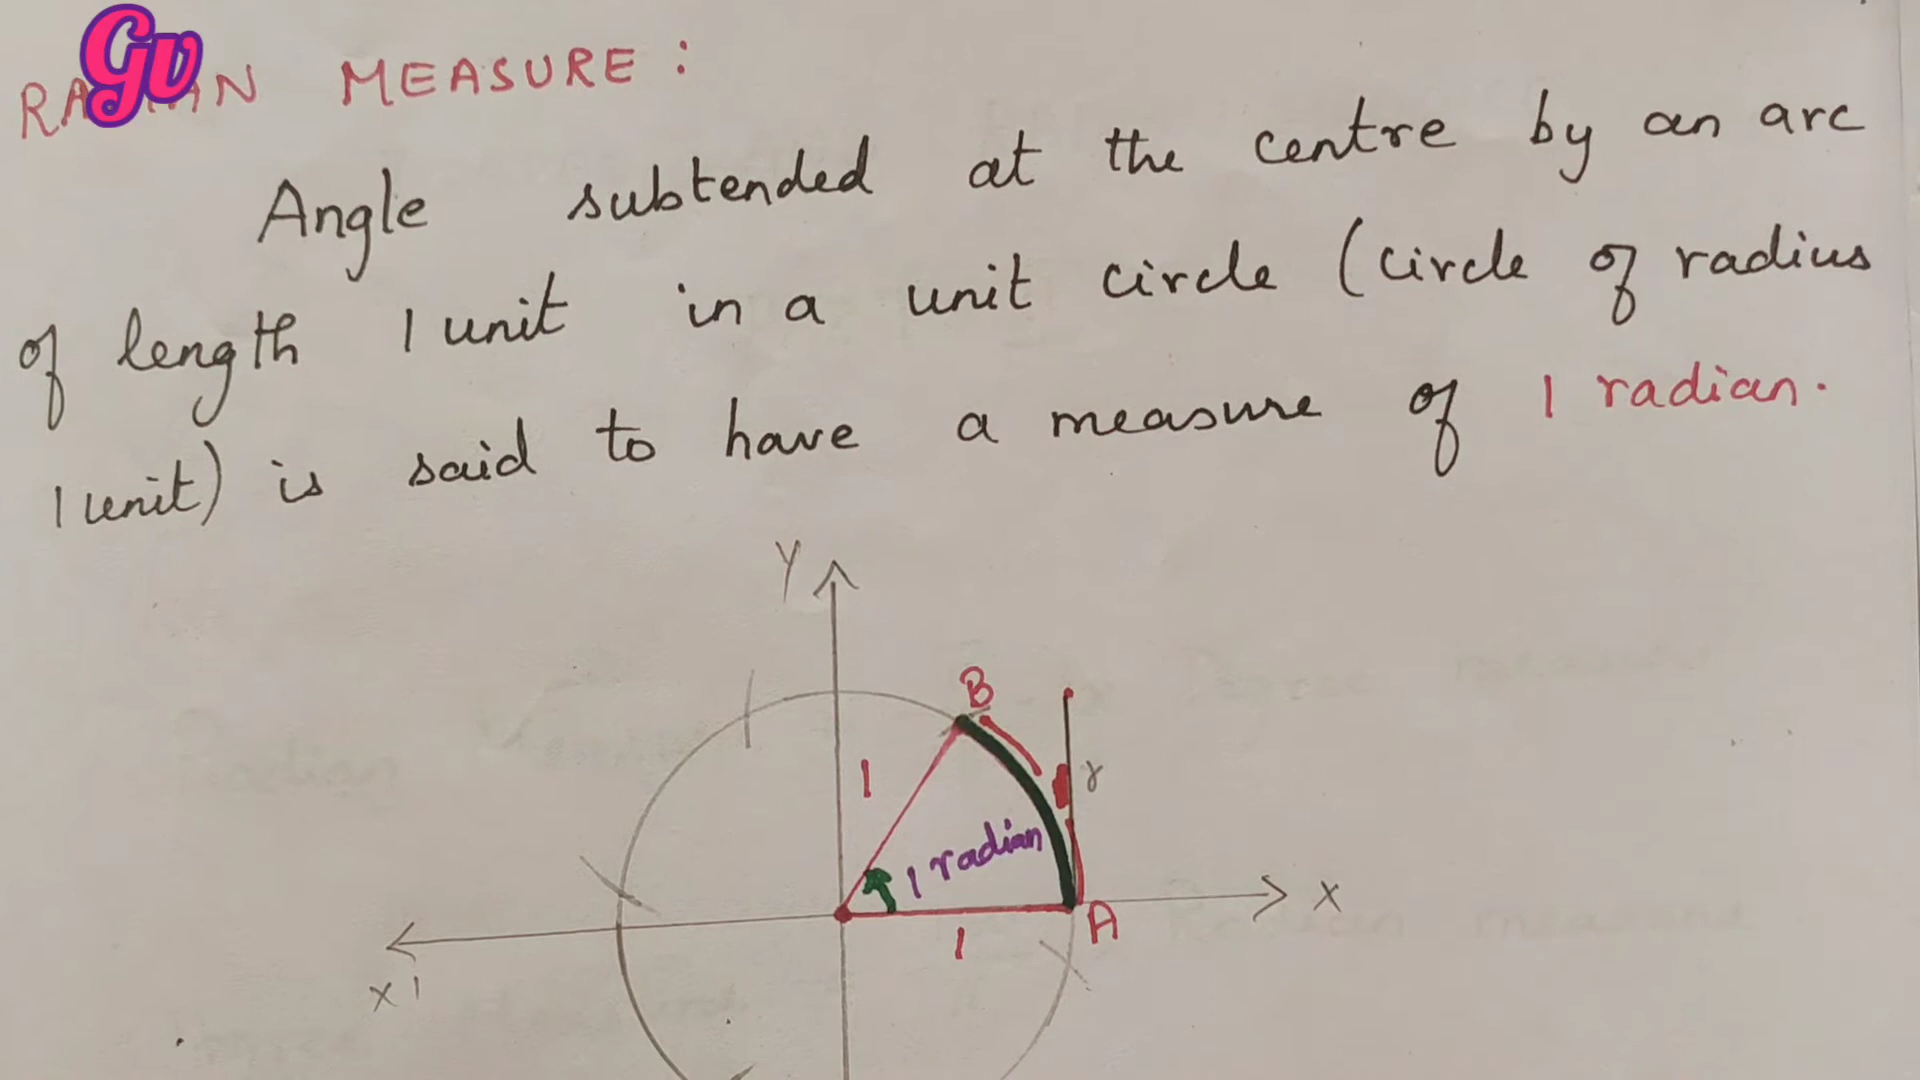 Gv
MEASURE :
Angle subtended at the centre by an arc
of length 1 unit in a unit circle (circle of radius
1 unit) is said to have a measure of 1 radian.
Y
B
1
r
1 radian
X
A
1
X'